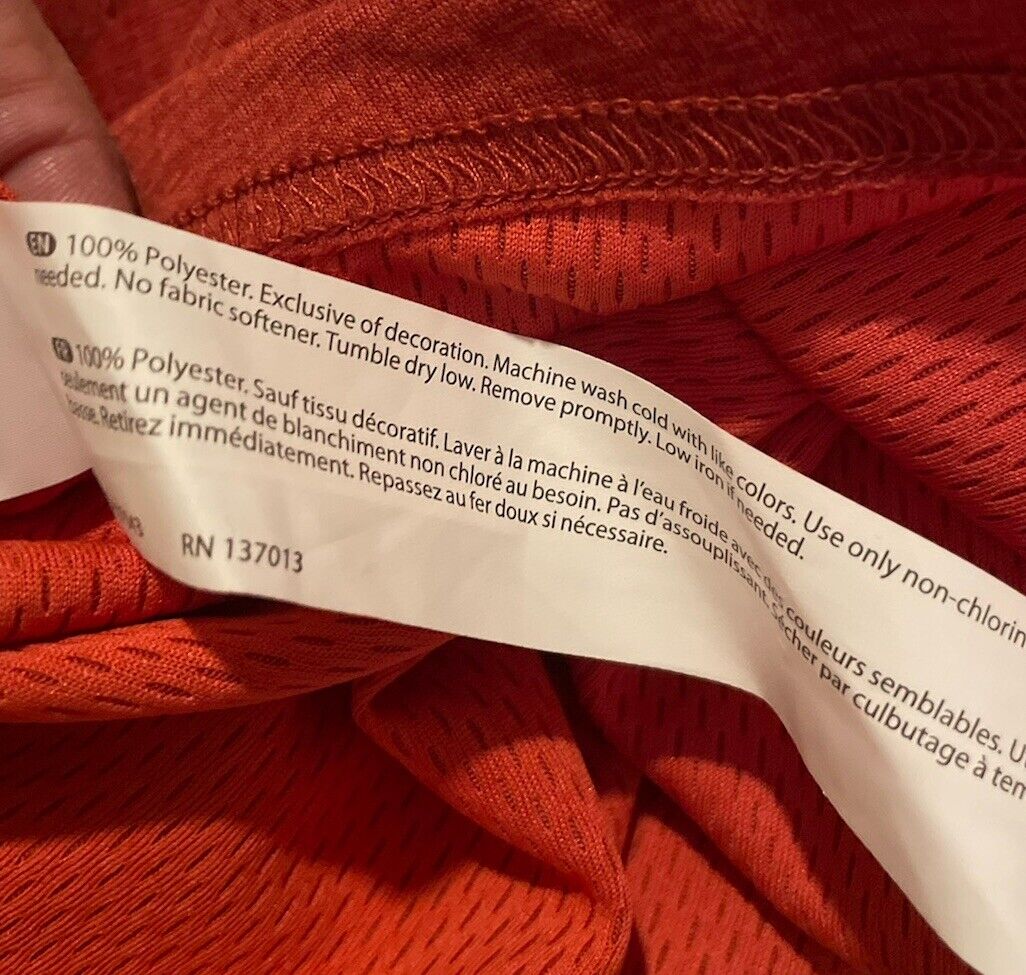 EN 100% Polyester. Exclusive of decoration. Machine wash cold with like colors. Use only non-chlorin
needed. No fabric softener. Tumble dry low. Remove promptly. Low iron if needed.
100% Polyester. Sauf tissu décoratif. Laver à la machine à l'eau froide avec des couleurs semblables.
seulement un agent de blanchiment non chloré au besoin. Pas d'assouplissant. Sécher par culbutage à
basse. Retirez immédiatement. Repassez au fer doux si nécessaire.
RN 137013